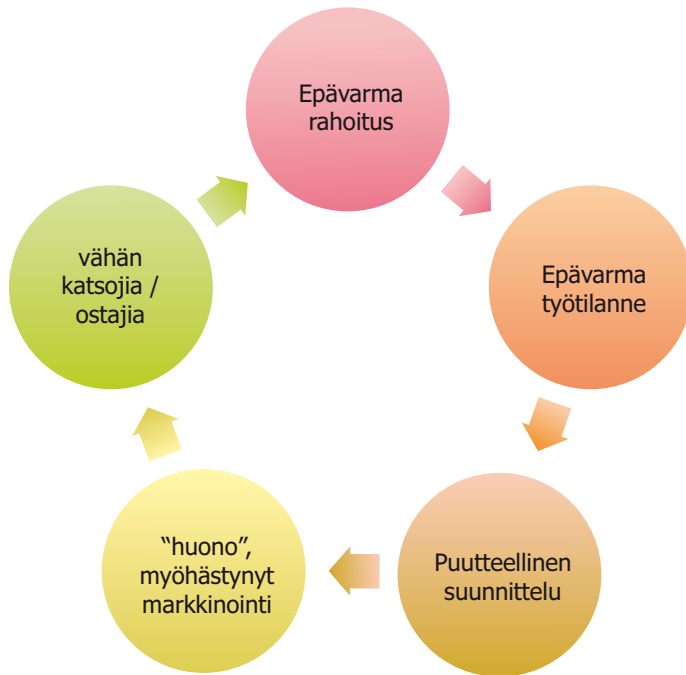 Epävarma
rahoitus
Epävarma
työtilanne
Puutteellinen
suunnittelu
“huono”,
myöhästynyt
markkinointi
vähän
katsojia /
ostajia